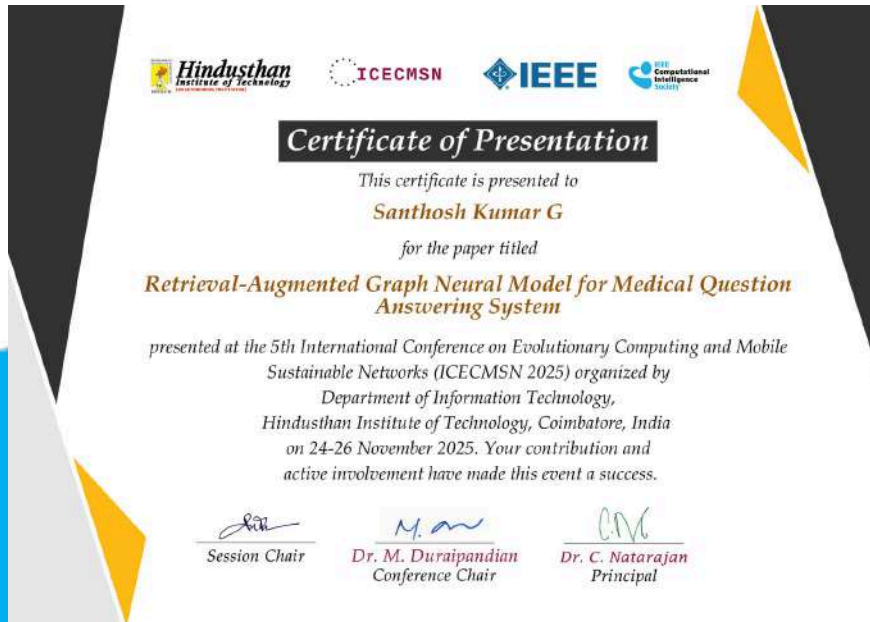 Hindusthan
Institute of Technology
ICECMSN
IEEE
IEEE
Computational
Intelligence
Society
Certificate of Presentation
This certificate is presented to
Santhosh Kumar G
for the paper titled
Retrieval-Augmented Graph Neural Model for Medical Question
Answering System
presented at the 5th International Conference on Evolutionary Computing and Mobile
Sustainable Networks (ICECMSN 2025) organized by
Department of Information Technology,
Hindusthan Institute of Technology, Coimbatore, India
on 24-26 November 2025. Your contribution and
active involvement have made this event a success.
Session Chair
Dr. M. Duraipandian
Conference Chair
Dr. C. Natarajan
Principal